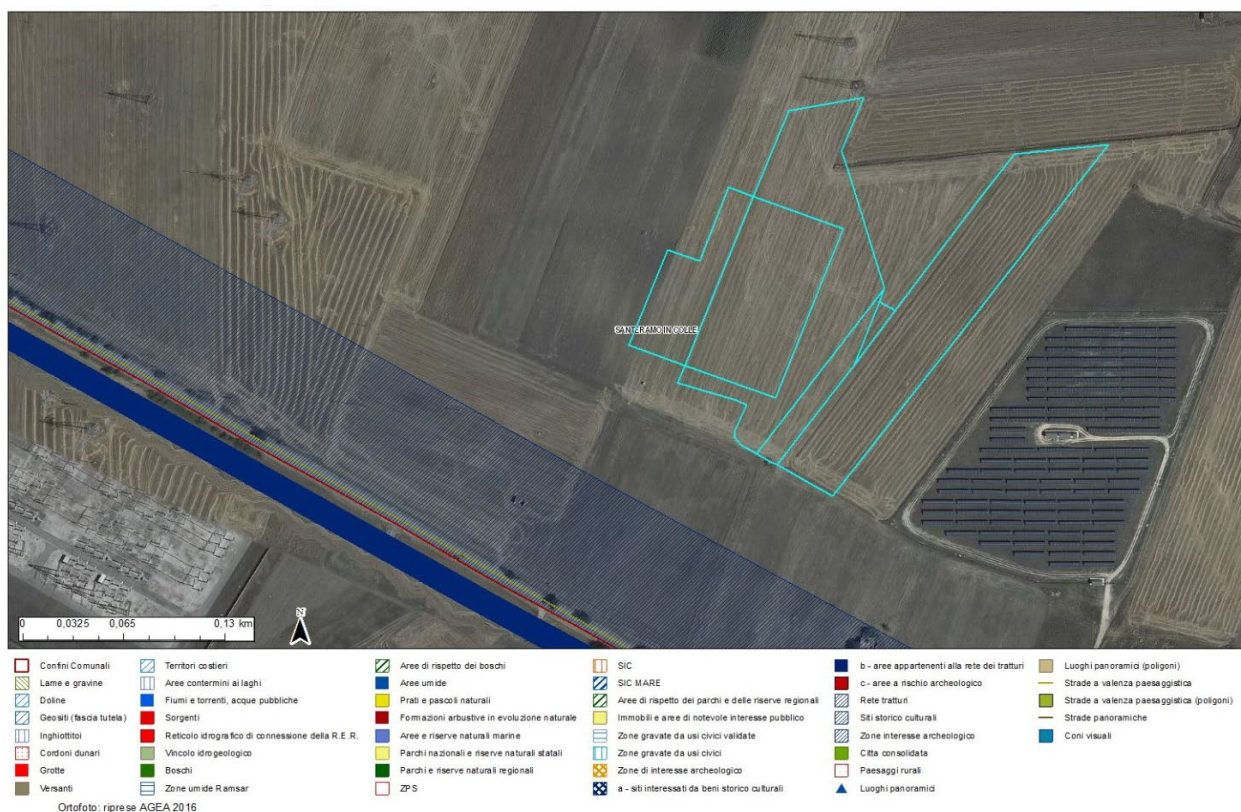 SANTERAMO IN COLLE
N
0 0,0325 0,065 0,13 km
Confini Comunali
Lame e gravine
Doline
Geositi (fascia tutela)
Inghiottitoi
Cordoni dunari
Grotte
Versanti
Territori costieri
Aree contermini ai laghi
Fiumi e torrenti, acque pubbliche
Sorgenti
Reticolo idrografico di connessione della R.E.R.
Vincolo idrogeologico
Boschi
Zone umide Ramsar
Aree di rispetto dei boschi
Aree umide
Prati e pascoli naturali
Formazioni arbustive in evoluzione naturale
Aree e riserve naturali marine
Parchi nazionali e riserve naturali statali
Parchi e riserve naturali regionali
ZPS
SIC
SIC MARE
Aree di rispetto dei parchi e delle riserve regionali
Immobili e aree di notevole interesse pubblico
Zone gravate da usi civici validate
Zone gravate da usi civici
Zone di interesse archeologico
a - siti interessati da beni storico culturali
b - aree appartenenti alla rete dei tratturi
c - aree a rischio archeologico
Rete tratturi
Siti storico culturali
Zone interesse archeologico
Citta consolidata
Paesaggi rurali
Luoghi panoramici
Luoghi panoramici (poligoni)
Strade a valenza paesaggistica
Strade a valenza paesaggistica (poligoni)
Strade panoramiche
Coni visuali
Ortofoto: riprese AGEA 2016